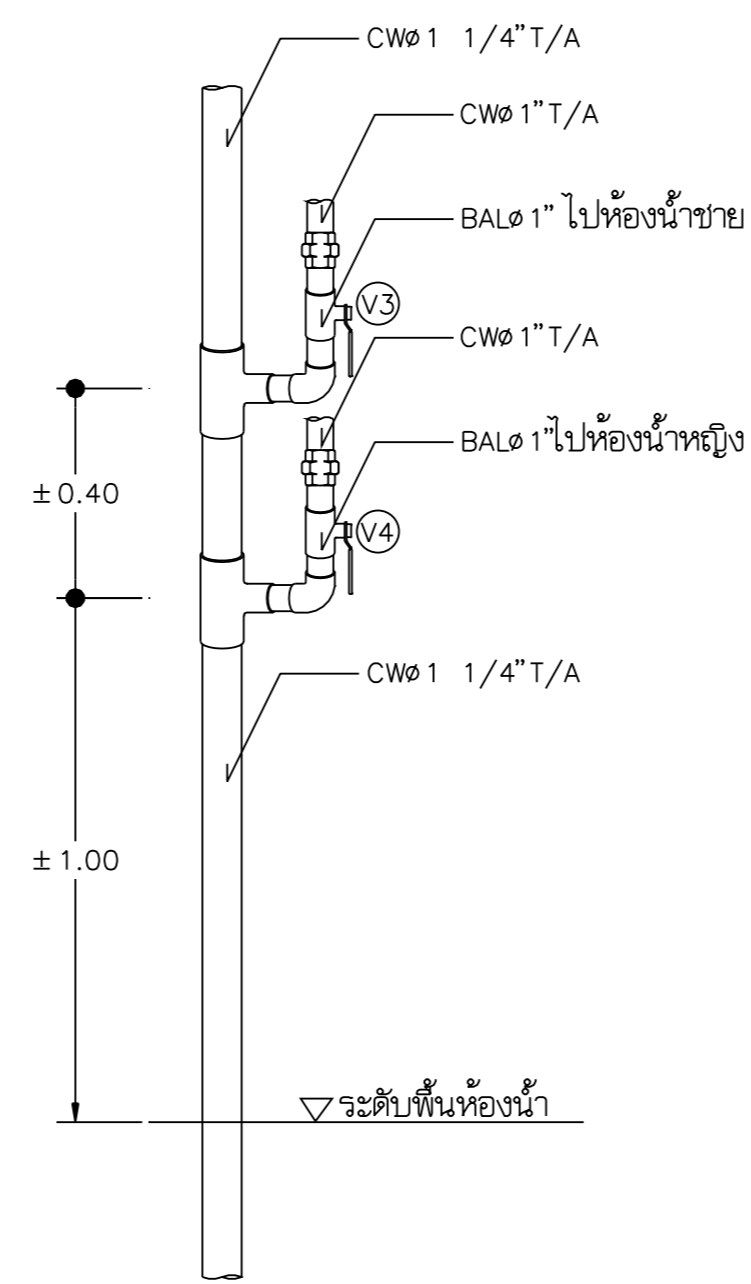 CWø 1 1/4” T/A
CWø 1” T/A
BALø 1” ไปห้องน้ำชาย
V3
CWø 1” T/A
BALø 1” ไปห้องน้ำหญิง
± 0.40
V4
CWø 1 1/4” T/A
± 1.00
ระดับพื้นห้องน้ำ